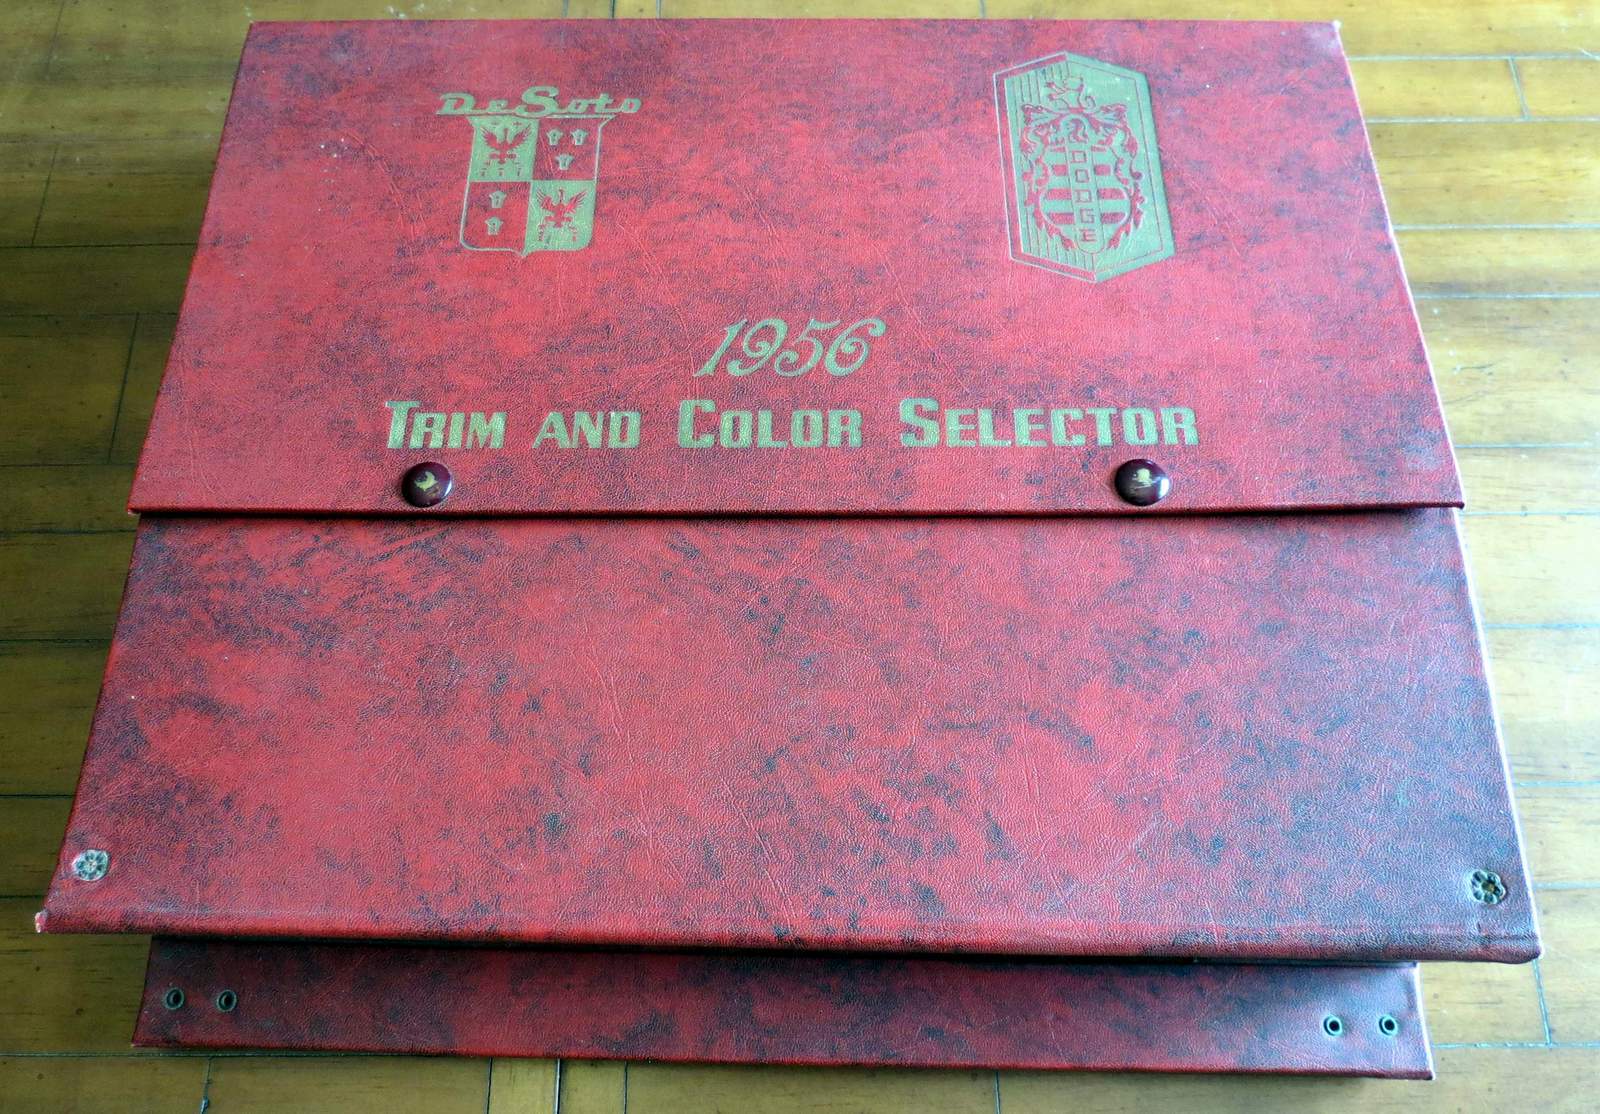 DeSoto
DODGE
1956
TRIM AND COLOR SELECTOR